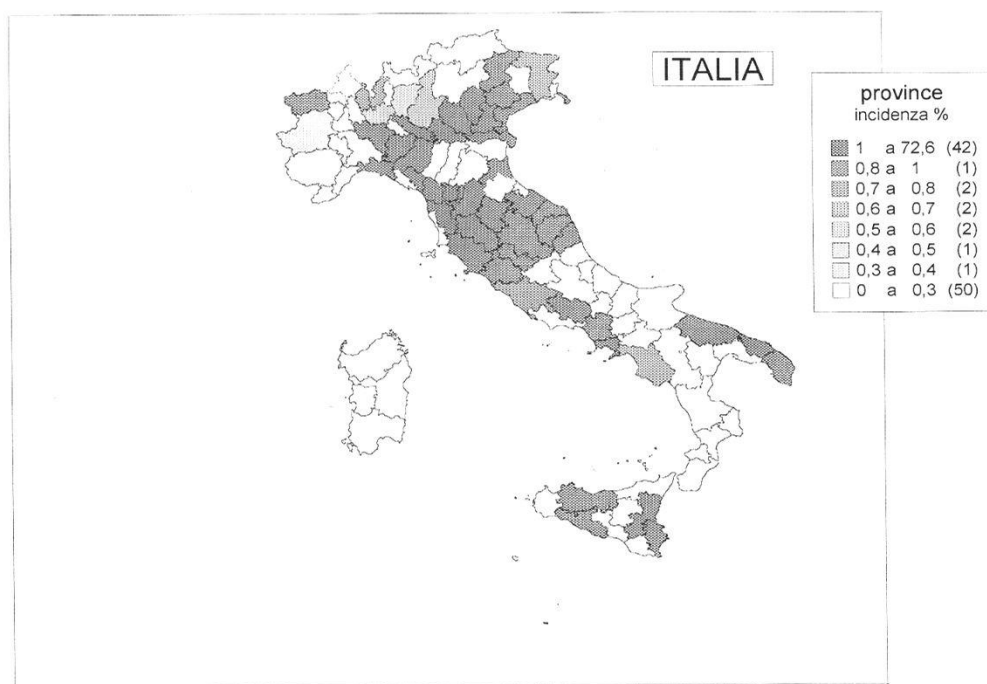 ITALIA
province
incidenza %
1 a 72,6 (42)
0,8 a 1 (1)
0,7 a 0,8 (2)
0,6 a 0,7 (2)
0,5 a 0,6 (2)
0,4 a 0,5 (1)
0,3 a 0,4 (1)
0 a 0,3 (50)